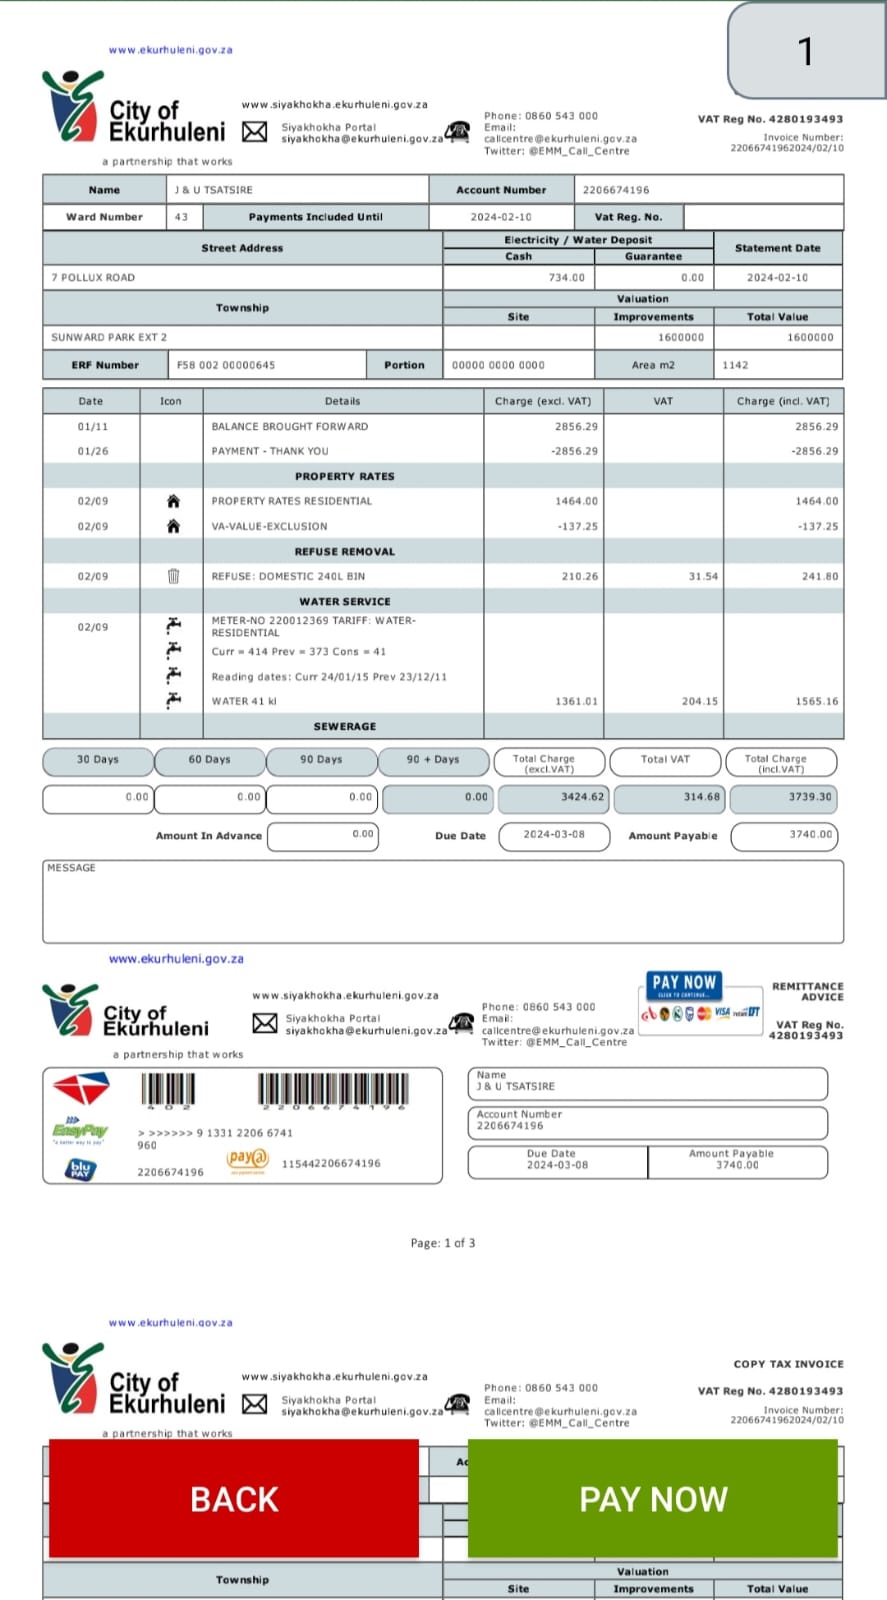 1
www.ekurhuleni.gov.za
City of
Ekurhuleni
a partnership that works
www.siyakhokha.ekurhuleni.gov.za
Siyakhokha Portal
siyakhokha@ekurhuleni.gov.za
Phone: 0860 543 000
Email:
callcentre@ekurhuleni.gov.za
Twitter: @EMM_Call_Centre
VAT Reg No. 4280193493
Invoice Number:
22066741962024/02/10
Name J & U TSATSIRE Account Number 2206674196
Ward Number 43 Payments Included Until 2024-02-10 Vat Reg. No.
Street Address Electricity / Water Deposit Statement Date
Cash Guarantee
7 POLLUX ROAD 734.00 0.00 2024-02-10
Township Valuation
Site Improvements Total Value
SUNWARD PARK EXT 2 1600000 1600000
ERF Number F58 002 00000645 Portion 00000 0000 0000 Area m2 1142
Date Icon Details Charge (excl. VAT) VAT Charge (incl. VAT)
01/11 BALANCE BROUGHT FORWARD 2856.29 2856.29
01/26 PAYMENT - THANK YOU -2856.29 -2856.29
PROPERTY RATES
02/09 PROPERTY RATES RESIDENTIAL 1464.00 1464.00
02/09 VA-VALUE-EXCLUSION -137.25 -137.25
REFUSE REMOVAL
02/09 REFUSE: DOMESTIC 240L BIN 210.26 31.54 241.80
WATER SERVICE
02/09 METER-NO 220012369 TARIFF: WATER-
RESIDENTIAL
Curr = 414 Prev = 373 Cons = 41
Reading dates: Curr 24/01/15 Prev 23/12/11
WATER 41 kl 1361.01 204.15 1565.16
SEWERAGE
30 Days 60 Days 90 Days 90 + Days Total Charge (excl.VAT) Total VAT Total Charge (incl.VAT)
0.00 0.00 0.00 0.00 3424.62 314.68 3739.30
Amount In Advance 0.00 Due Date 2024-03-08 Amount Payable 3740.00
MESSAGE
www.ekurhuleni.gov.za
City of
Ekurhuleni
a partnership that works
www.siyakhokha.ekurhuleni.gov.za
Siyakhokha Portal
siyakhokha@ekurhuleni.gov.za
Phone: 0860 543 000
Email:
callcentre@ekurhuleni.gov.za
Twitter: @EMM_Call_Centre
PAY NOW
CLICK TO CONTINUE...
VISA
REMITTANCE
ADVICE
VAT Reg No.
4280193493
402 2206674196
EasyPay
"a better way to pay"
> >>>>>> 9 1331 2206 6741
960
blu
PAY
2206674196
pay@
115442206674196
Name
J & U TSATSIRE
Account Number
2206674196
Due Date Amount Payable
2024-03-08 3740.00
Page: 1 of 3
www.ekurhuleni.gov.za
City of
Ekurhuleni
a partnership that works
www.siyakhokha.ekurhuleni.gov.za
Siyakhokha Portal
siyakhokha@ekurhuleni.gov.za
Phone: 0860 543 000
Email:
callcentre@ekurhuleni.gov.za
Twitter: @EMM_Call_Centre
COPY TAX INVOICE
VAT Reg No. 4280193493
Invoice Number:
22066741962024/02/10
BACK
PAY NOW
Township Valuation
Site Improvements Total Value